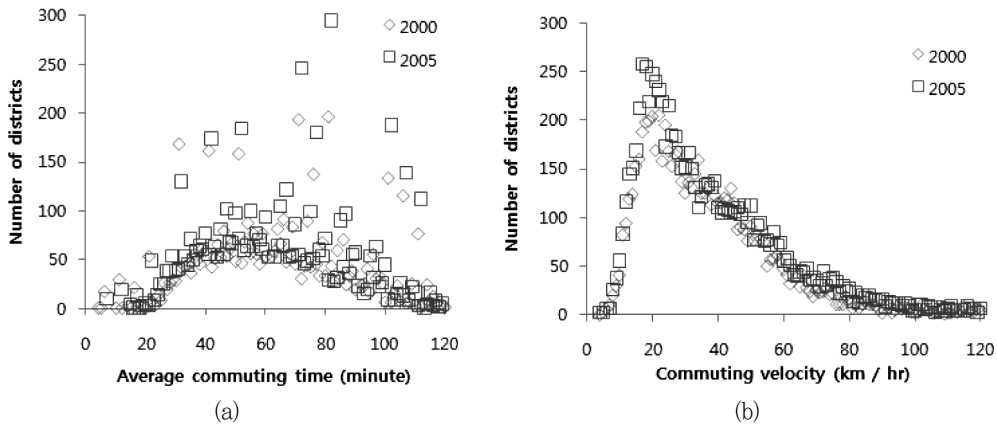 300
250
200
150
100
50
0
Number of districts
0 20 40 60 80 100 120
Average commuting time (minute)
2000
2005
(a)
300
250
200
150
100
50
0
Number of districts
0 20 40 60 80 100 120
Commuting velocity (km / hr)
2000
2005
(b)